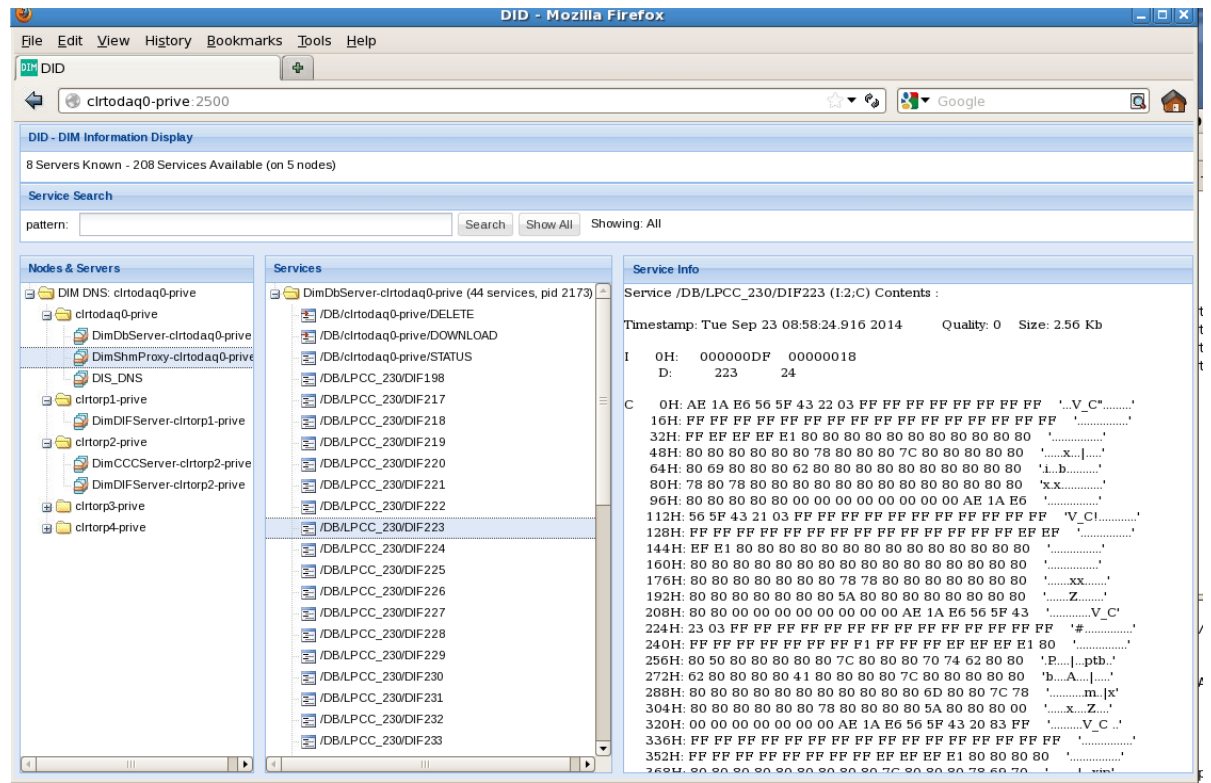 DID - Mozilla Firefox
File Edit View History Bookmarks Tools Help
DIM DID
clrtodaq0-prive:2500
Google
DID - DIM Information Display
8 Servers Known - 208 Services Available (on 5 nodes)
Service Search
pattern:
Search Show All Showing: All
Nodes & Servers
DIM DNS: clrtodaq0-prive
clrtodaq0-prive
DimDbServer-clrtodaq0-prive
DimShmProxy-clrtodaq0-prive
DIS_DNS
clrtorp1-prive
DimDIFServer-clrtorp1-prive
clrtorp2-prive
DimCCCServer-clrtorp2-prive
DimDIFServer-clrtorp2-prive
clrtorp3-prive
clrtorp4-prive
Services
DimDbServer-clrtodaq0-prive (44 services, pid 2173)
/DB/clrtodaq0-prive/DELETE
/DB/clrtodaq0-prive/DOWNLOAD
/DB/clrtodaq0-prive/STATUS
/DB/LPCC_230/DIF198
/DB/LPCC_230/DIF217
/DB/LPCC_230/DIF218
/DB/LPCC_230/DIF219
/DB/LPCC_230/DIF220
/DB/LPCC_230/DIF221
/DB/LPCC_230/DIF222
/DB/LPCC_230/DIF223
/DB/LPCC_230/DIF224
/DB/LPCC_230/DIF225
/DB/LPCC_230/DIF226
/DB/LPCC_230/DIF227
/DB/LPCC_230/DIF228
/DB/LPCC_230/DIF229
/DB/LPCC_230/DIF230
/DB/LPCC_230/DIF231
/DB/LPCC_230/DIF232
/DB/LPCC_230/DIF233
Service Info
Service /DB/LPCC_230/DIF223 (I:2;C) Contents :
Timestamp: Tue Sep 23 08:58:24.916 2014 Quality: 0 Size: 2.56 Kb
I 0H: 000000DF 00000018
D: 223 24
C 0H: AE 1A E6 56 5F 43 22 03 FF FF FF FF FF FF FF FF '...V_C".........'
16H: FF FF FF FF FF FF FF FF FF FF FF FF FF FF FF FF '................'
32H: FF EF EF EF E1 80 80 80 80 80 80 80 80 80 80 80 '................'
48H: 80 80 80 80 80 80 78 80 80 80 7C 80 80 80 80 80 '......x...|.....'
64H: 80 69 80 80 80 62 80 80 80 80 80 80 80 80 80 80 '.i..b..........'
80H: 78 80 78 80 80 80 80 80 80 80 80 80 80 80 80 80 'x.x.............'
96H: 80 80 80 80 80 00 00 00 00 00 00 00 00 AE 1A E6 '................'
112H: 56 5F 43 21 03 FF FF FF FF FF FF FF FF FF FF FF 'V_C!............'
128H: FF FF FF FF FF FF FF FF FF FF FF FF FF FF EF EF '................'
144H: EF E1 80 80 80 80 80 80 80 80 80 80 80 80 80 80 '................'
160H: 80 80 80 80 80 80 80 80 80 80 80 80 80 80 80 80 '................'
176H: 80 80 80 80 80 80 80 78 78 80 80 80 80 80 80 80 '.......xx.......'
192H: 80 80 80 80 80 80 80 5A 80 80 80 80 80 80 80 80 '.......Z........'
208H: 80 80 00 00 00 00 00 00 00 00 AE 1A E6 56 5F 43 '.............V_C'
224H: 23 03 FF FF FF FF FF FF FF FF FF FF FF FF FF FF '#...............'
240H: FF FF FF FF FF FF FF F1 FF FF FF EF EF EF E1 80 '................'
256H: 80 50 80 80 80 80 80 7C 80 80 80 70 74 62 80 80 '.P.....|...ptb..'
272H: 62 80 80 80 80 41 80 80 80 80 7C 80 80 80 80 80 'b....A....|.....'
288H: 80 80 80 80 80 80 80 80 80 80 80 6D 80 80 7C 78 '...........m..|x'
304H: 80 80 80 80 80 80 78 80 80 80 80 5A 80 80 80 00 '......x....Z....'
320H: 00 00 00 00 00 00 00 AE 1A E6 56 5F 43 20 83 FF '..........V_C ..'
336H: FF FF FF FF FF FF FF FF FF FF FF FF FF FF FF FF '................'
352H: FF FF FF FF FF FF FF FF EF EF EF E1 80 80 80 80 '................'